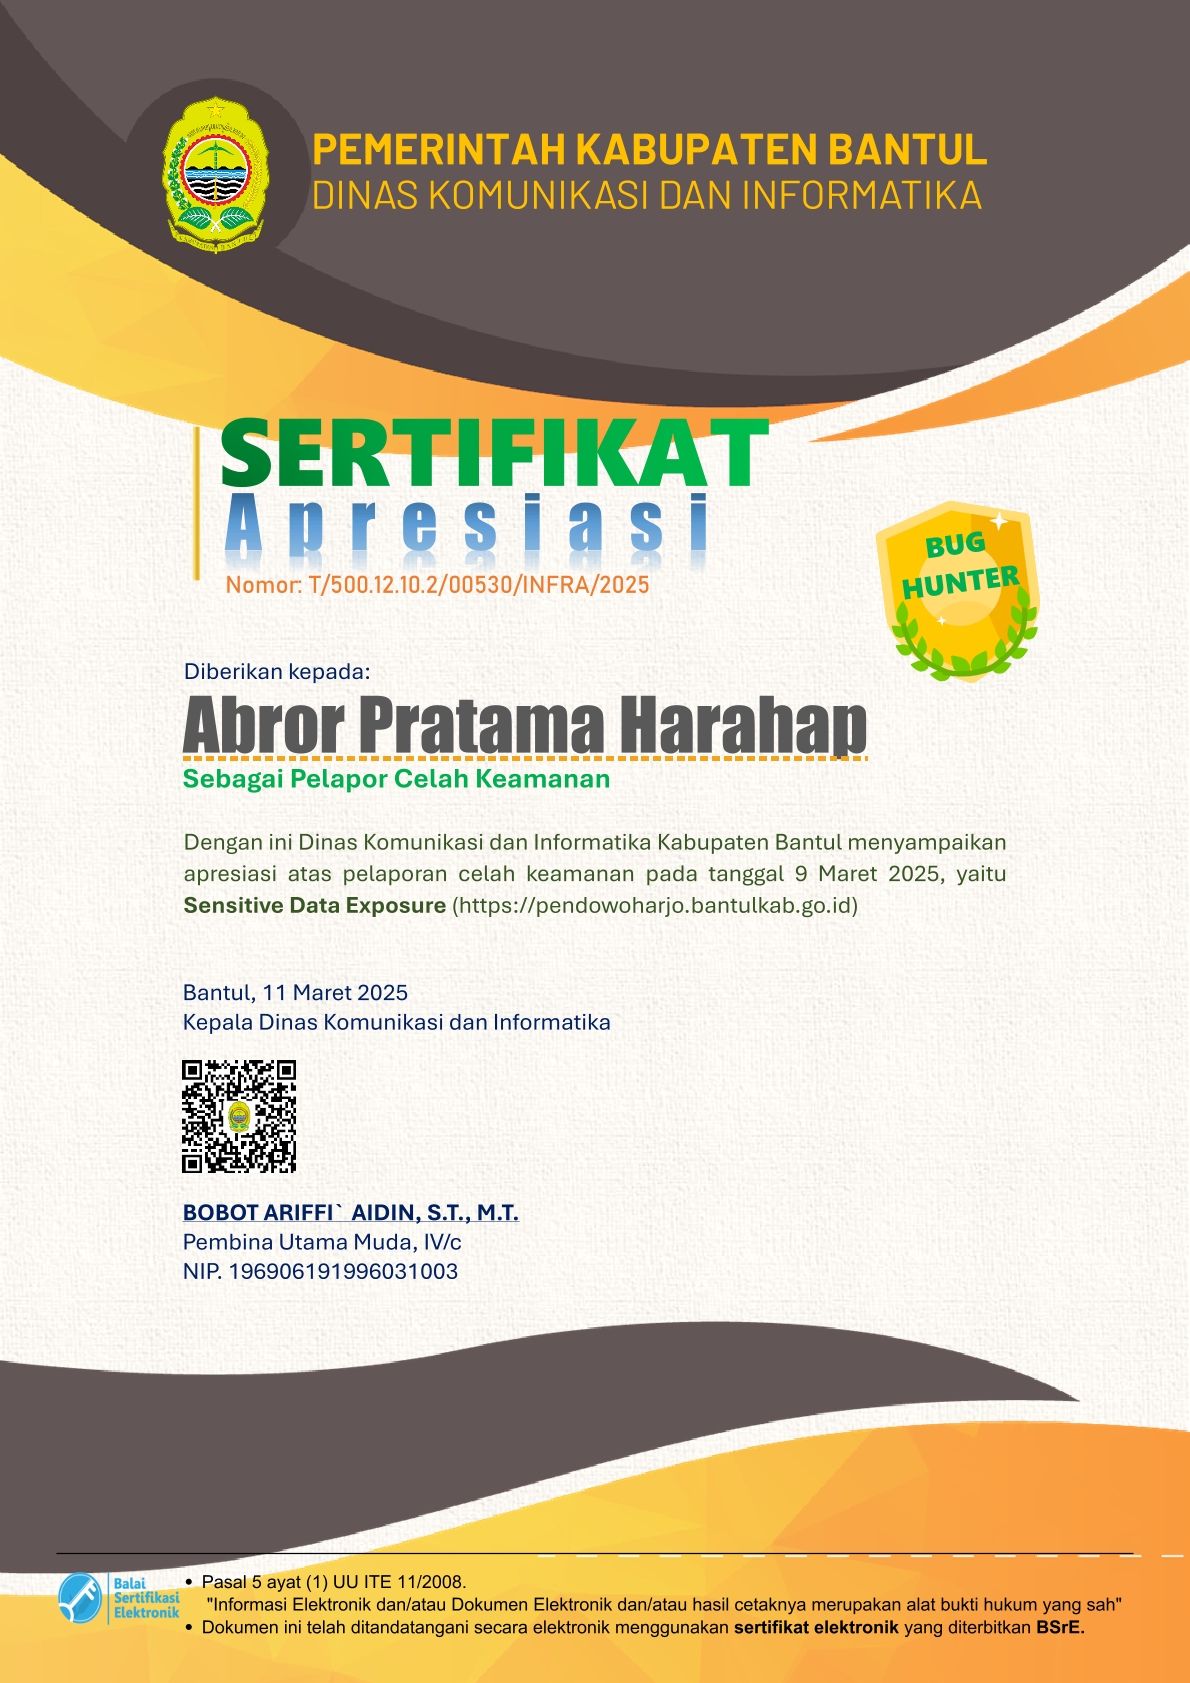 PEMERINTAH KABUPATEN BANTUL
DINAS KOMUNIKASI DAN INFORMATIKA
SERTIFIKAT
Apresiasi
Nomor: T/500.12.10.2/00530/INFRA/2025
BUG
HUNTER
Diberikan kepada:
Abror Pratama Harahap
Sebagai Pelapor Celah Keamanan
Dengan ini Dinas Komunikasi dan Informatika Kabupaten Bantul menyampaikan
apresiasi atas pelaporan celah keamanan pada tanggal 9 Maret 2025, yaitu
Sensitive Data Exposure (https://pendowoharjo.bantulkab.go.id)
Bantul, 11 Maret 2025
Kepala Dinas Komunikasi dan Informatika
BOBOT ARIFFI` AIDIN, S.T., M.T.
Pembina Utama Muda, IV/c
NIP. 196906191996031003
Balai
Sertifikasi
Elektronik
• Pasal 5 ayat (1) UU ITE 11/2008.
"Informasi Elektronik dan/atau Dokumen Elektronik dan/atau hasil cetaknya merupakan alat bukti hukum yang sah"
• Dokumen ini telah ditandatangani secara elektronik menggunakan sertifikat elektronik yang diterbitkan BSrE.